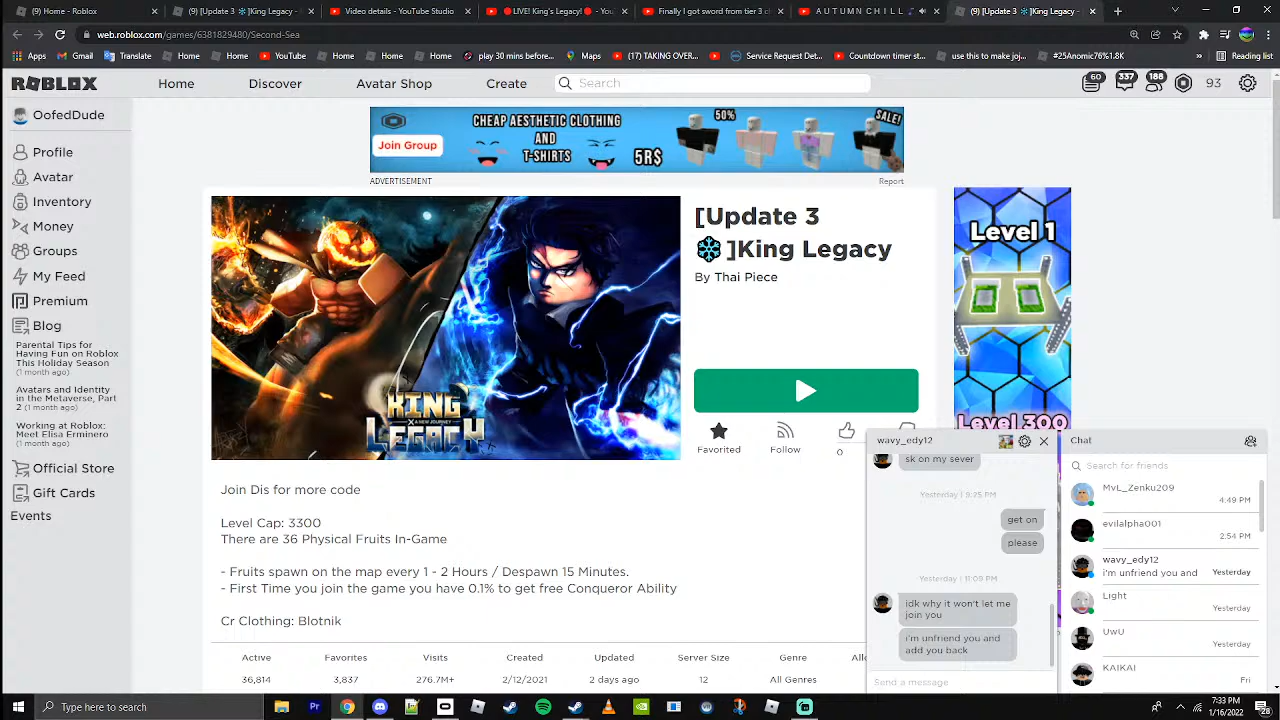 Home - Roblox
(9) [Update 3 ❄️]King Legacy -
Video details - YouTube Studio
🔴 LIVE! King's Legacy! 🔴 - You
Finally I got sword from tier 3 -
A U T U M N C H I L L
(9) [Update 3 ❄️]King Legacy -
web.roblox.com/games/6381829480/Second-Sea
Apps
Gmail
Translate
Home
Home
YouTube
Home
Home
Home
play 30 mins before...
Maps
(17) TAKING OVE...
Service Request Det...
Countdown timer st...
use this to make joj...
#25Anomic76%1.8K
»
Reading list
ROBLOX
Home
Discover
Avatar Shop
Create
Search
60
337
188
93
OofedDude
Profile
Avatar
Inventory
Money
Groups
My Feed
Premium
Blog
Parental Tips for
Having Fun on Roblox
This Holiday Season
(1 month ago)
Avatars and Identity
in the Metaverse, Part
2 (1 month ago)
Working at Roblox:
Meet Elisa Erminero
(1 month ago)
Official Store
Gift Cards
Events
Join Group
CHEAP AESTHETIC CLOTHING
AND
T-SHIRTS
5R$
50%
SALE!
ADVERTISEMENT
Report
KING
X A NEW JOURNEY
LEGACY
[Update 3
❄️]King Legacy
By Thai Piece
Favorited
Follow
0
Level 1
Level 300
Join Dis for more code
Level Cap: 3300
There are 36 Physical Fruits In-Game
- Fruits spawn on the map every 1 - 2 Hours / Despawn 15 Minutes.
- First Time you join the game you have 0.1% to get free Conqueror Ability
Cr Clothing: Blotnik
Active
Favorites
Visits
Created
Updated
Server Size
Genre
36,814
3,837
276.7M+
2/12/2021
2 days ago
12
All Genres
wavy_edy12
sk on my sever
Yesterday | 9:25 PM
get on
please
Yesterday | 11:09 PM
idk why it won't let me
join you
i'm unfriend you and
add you back
Send a message
Chat
Search for friends
MvL_Zenku209
4:49 PM
evilalpha001
2:54 PM
wavy_edy12
i'm unfriend you and
Yesterday
Light
Yesterday
UwU
Yesterday
KAIKAI
Fri
Type here to search
7:33 PM
1/16/2022
28